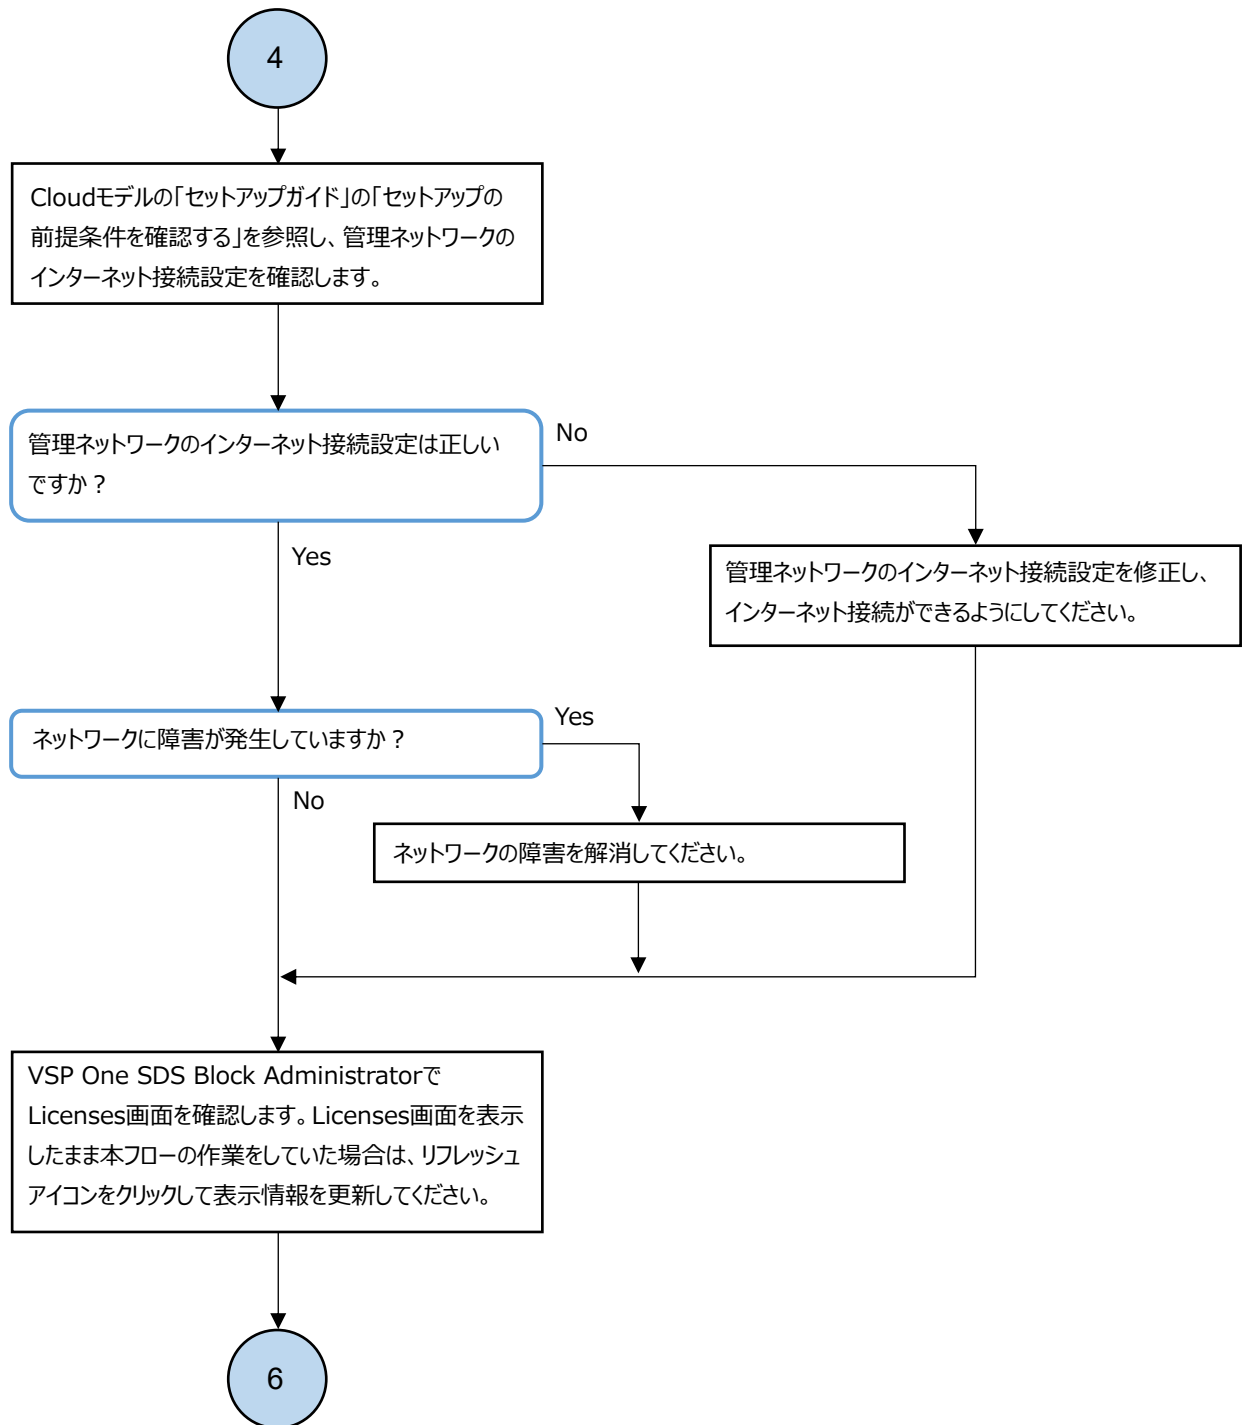 4
Cloudモデルの「セットアップガイド」の「セットアップの
前提条件を確認する」を参照し、管理ネットワークの
インターネット接続設定を確認します。
管理ネットワークのインターネット接続設定は正しい
ですか？
No
Yes
管理ネットワークのインターネット接続設定を修正し、
インターネット接続ができるようにしてください。
ネットワークに障害が発生していますか？
Yes
No
ネットワークの障害を解消してください。
VSP One SDS Block Administratorで
Licenses画面を確認します。Licenses画面を表示
したまま本フローの作業をしていた場合は、リフレッシュ
アイコンをクリックして表示情報を更新してください。
6